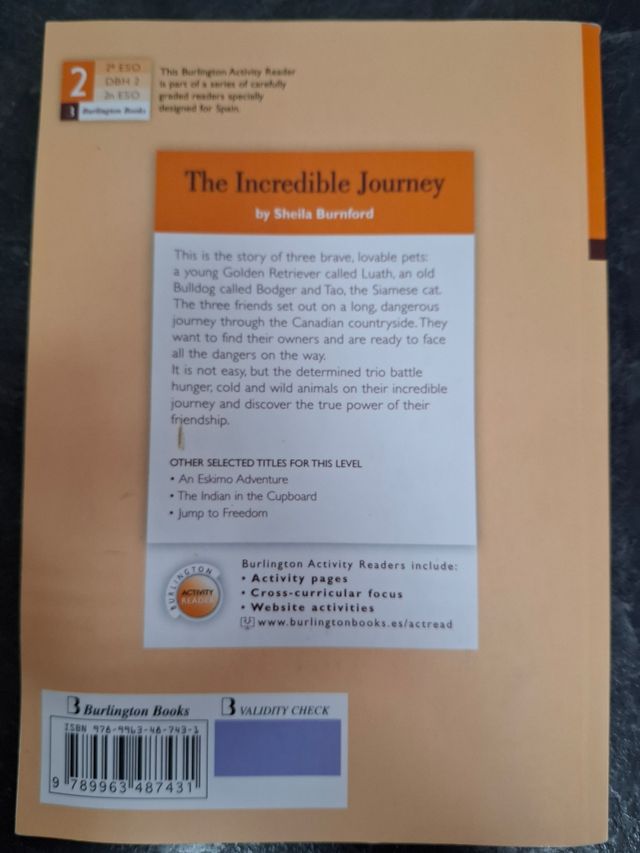 2
2º ESO
DBH 2
2n ESO
Burlington Books
This Burlington Activity Reader
is part of a series of carefully
graded readers specially
designed for Spain.
The Incredible Journey
by Sheila Burnford
This is the story of three brave, lovable pets:
a young Golden Retriever called Luath, an old
Bulldog called Bodger and Tao, the Siamese cat.
The three friends set out on a long, dangerous
journey through the Canadian countryside. They
want to find their owners and are ready to face
all the dangers on the way.
It is not easy, but the determined trio battle
hunger, cold and wild animals on their incredible
journey and discover the true power of their
friendship.
OTHER SELECTED TITLES FOR THIS LEVEL
• An Eskimo Adventure
• The Indian in the Cupboard
• Jump to Freedom
BURLINGTON
ACTIVITY
READER
Burlington Activity Readers include:
• Activity pages
• Cross-curricular focus
• Website activities
www.burlingtonbooks.es/actread
B Burlington Books
B VALIDITY CHECK
ISBN 978-9963-48-743-1
9 789963 487431